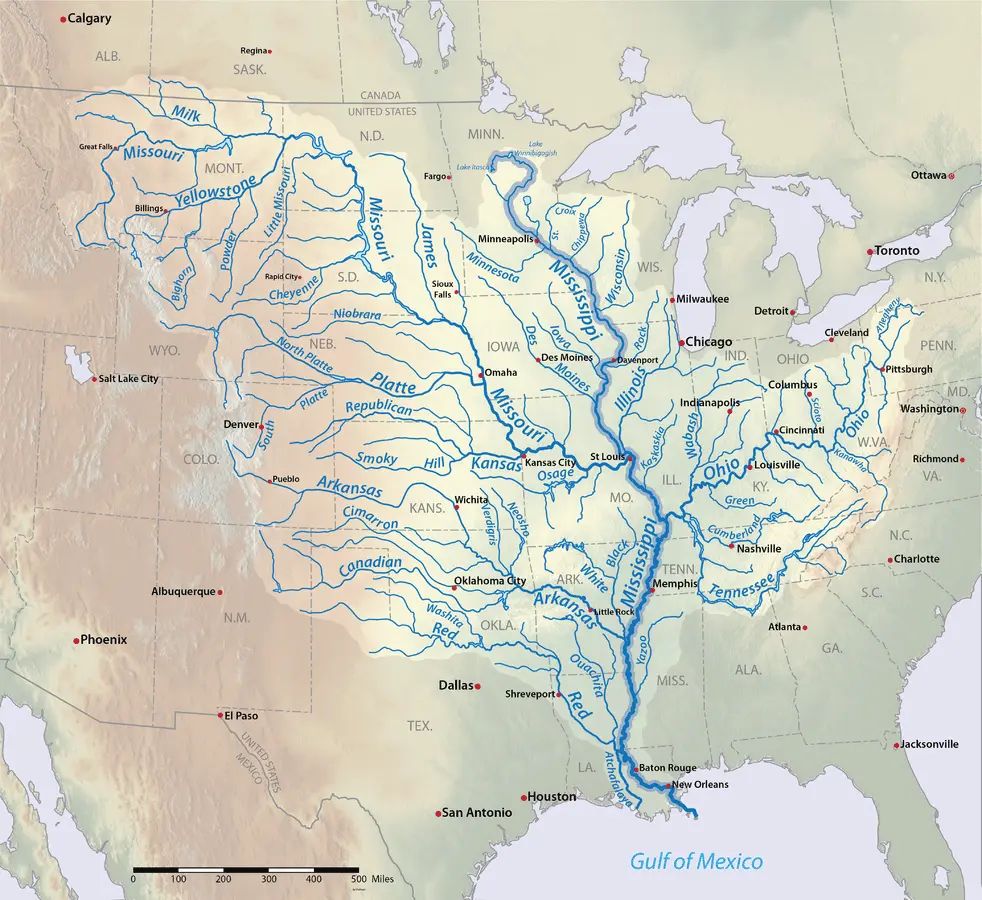 Calgary
ALB.
Regina
SASK.
CANADA
UNITED STATES
Milk
N.D.
MINN.
Lake
Winnibigosh
Lake Itasca
Great Falls
Missouri
MONT.
Fargo
Ottawa
Yellowstone
Billings
Little Missouri
Missouri
James
St.
Croix
Chippewa
Minneapolis
Toronto
Powder
Bighorn
Rapid City
S.D.
Cheyenne
Sioux
Falls
Minnesota
Mississippi
Wisconsin
WIS.
N.Y.
Milwaukee
Detroit
Allegheny
Niobrara
WYO.
NEB.
North Platte
IOWA
Des
Moines
Iowa
Des Moines
Davenport
Rock
Chicago
IND.
OHIO
Cleveland
PENN.
Salt Lake City
Platte
Omaha
Illinois
Columbus
Pittsburgh
MD.
South
Platte
Republican
Missouri
Indianapolis
Scioto
Ohio
Washington
Denver
Wabash
Cincinnati
W.VA.
COLO.
Smoky
Hill
Kansas
Kansas City
Osage
St Louis
Kaskaskia
Ohio
Louisville
Kanawha
Richmond
VA.
Pueblo
Arkansas
ILL.
KY.
Wichita
KANS.
Verdigris
Neosho
MO.
Green
Cimarron
Cumberland
Nashville
N.C.
Canadian
Black
Mississippi
TENN.
Charlotte
Albuquerque
Oklahoma City
ARK.
White
Memphis
Tennessee
S.C.
N.M.
Washita
Arkansas
Little Rock
Red
OKLA.
Atlanta
Phoenix
GA.
Ouachita
Yazoo
ALA.
Dallas
Shreveport
MISS.
Red
El Paso
TEX.
UNITED STATES
MEXICO
Jacksonville
LA.
Atchafalaya
Baton Rouge
New Orleans
Houston
San Antonio
Gulf of Mexico
0 100 200 300 400 500 Miles